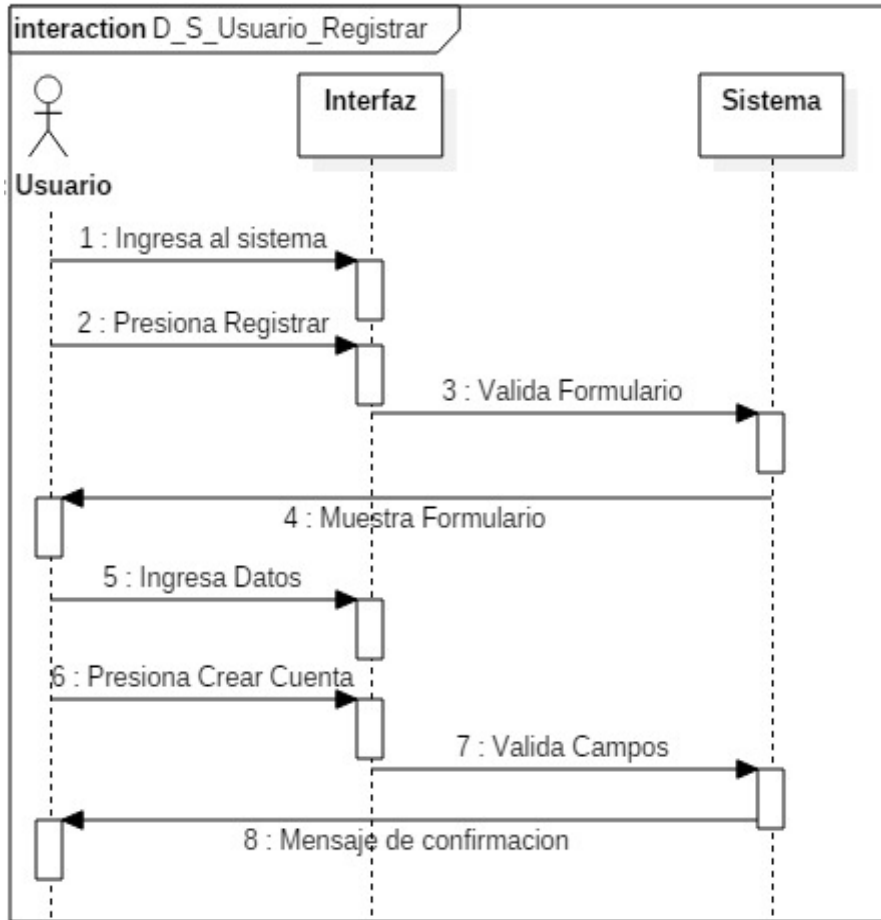 interaction D_S_Usuario_Registrar
Interfaz
Sistema
: Usuario
1 : Ingresa al sistema
2 : Presiona Registrar
3 : Valida Formulario
4 : Muestra Formulario
5 : Ingresa Datos
6 : Presiona Crear Cuenta
7 : Valida Campos
8 : Mensaje de confirmacion